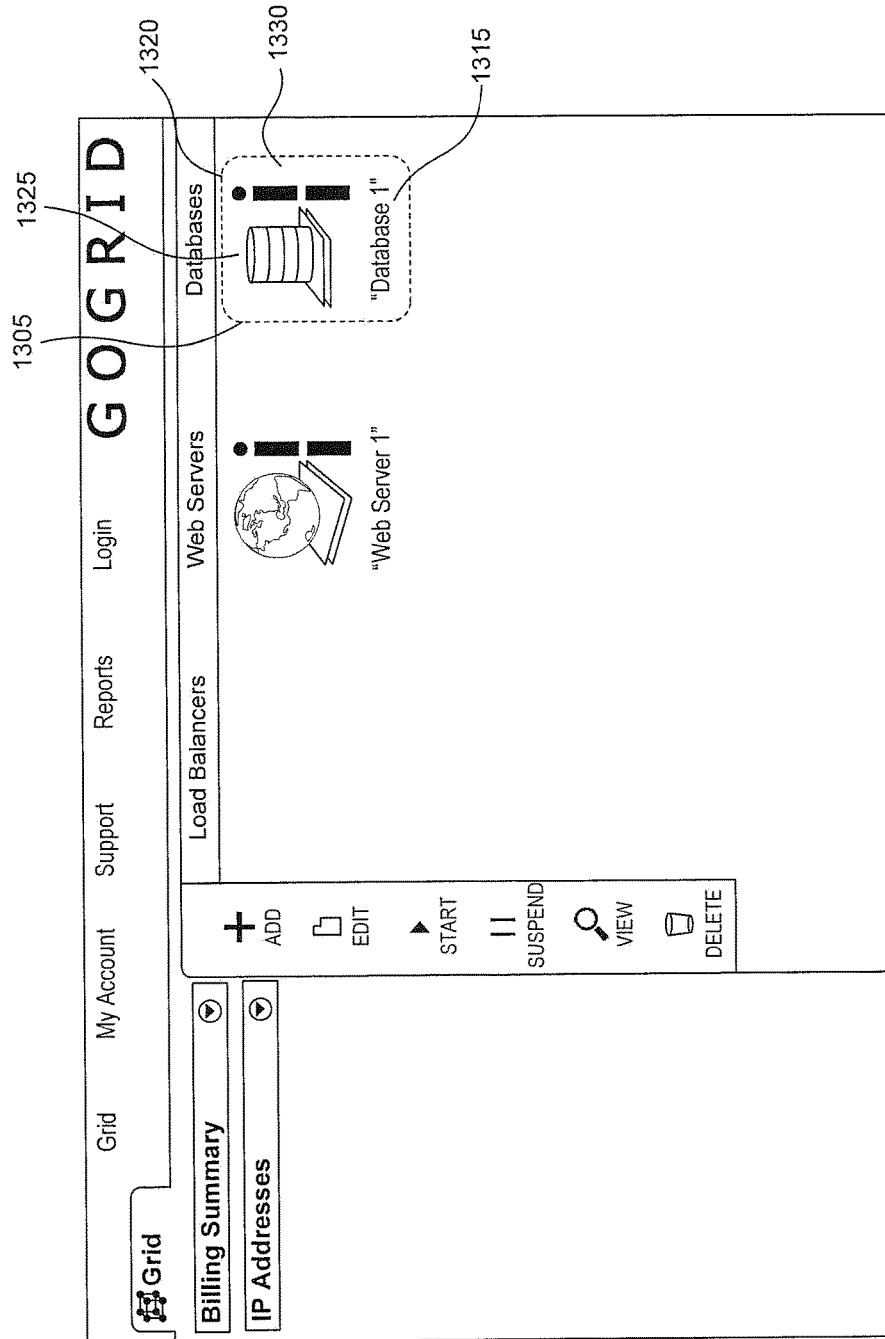 1305
1325
1320
1330
1315
Grid My Account Support Reports Login
G O G R I D
Grid
Billing Summary
IP Addresses
ADD
EDIT
START
SUSPEND
VIEW
DELETE
Load Balancers Web Servers Databases
"Web Server 1"
"Database 1"